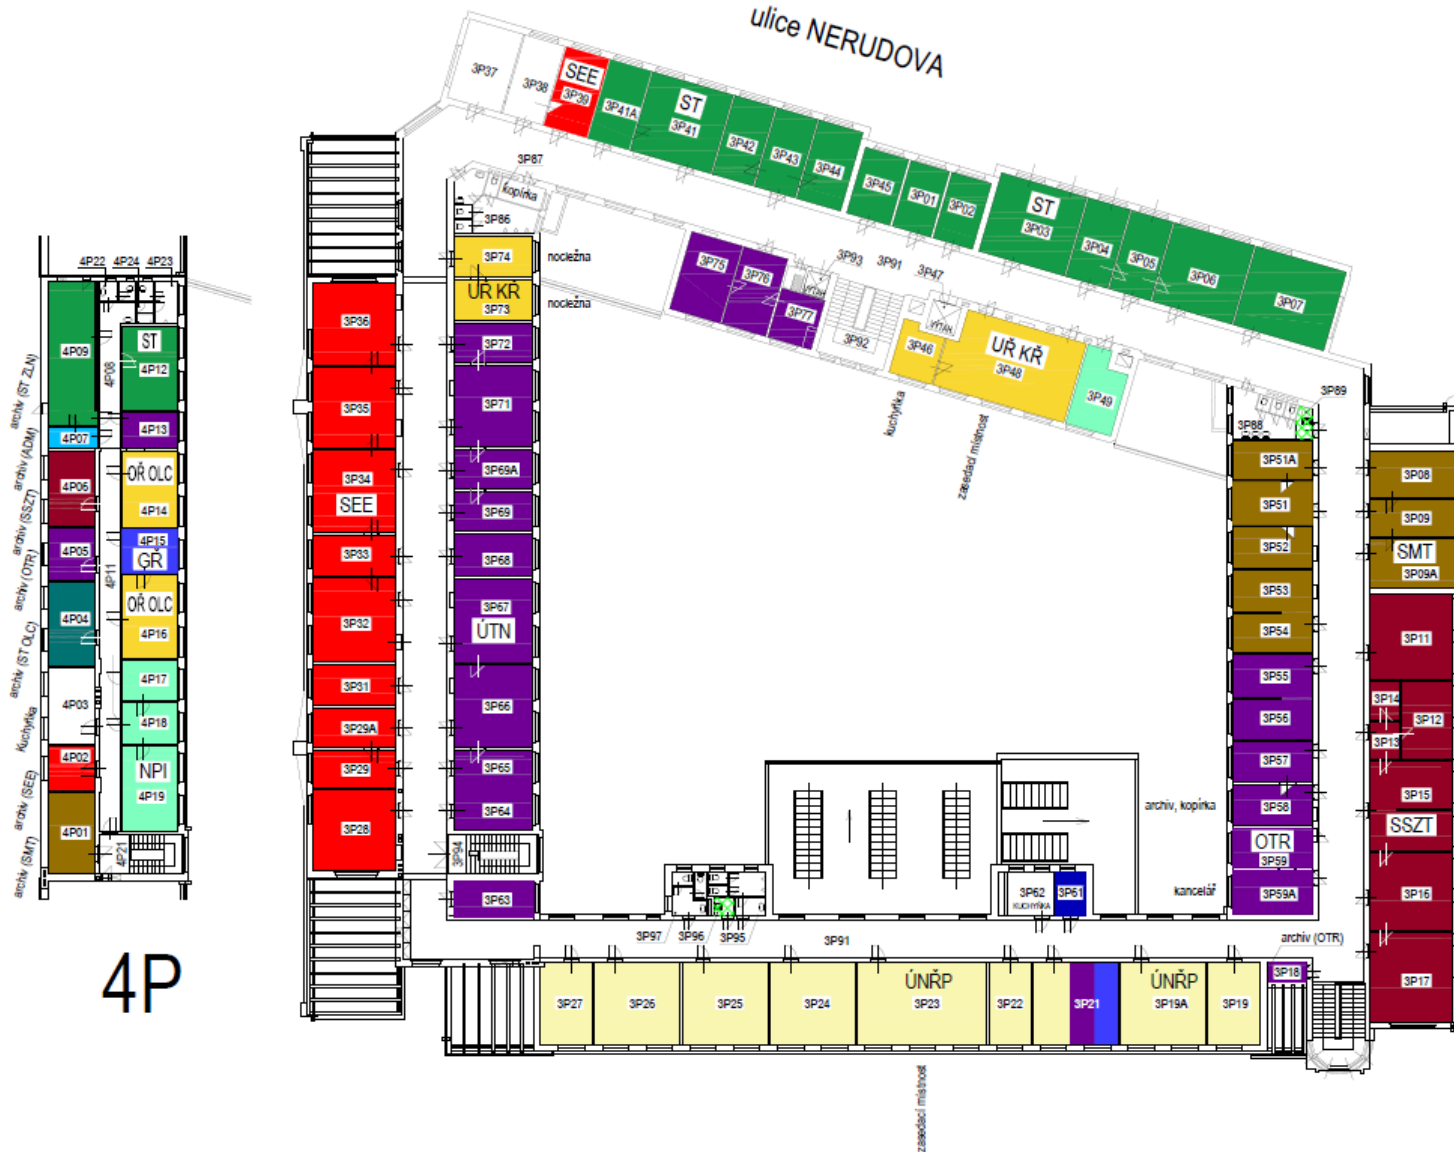 ulice NERUDOVA
3P37
3P38
SEE
3P39
3P41A
ST
3P41
3P42
3P43
3P44
3P45
3P01
3P02
ST
3P03
3P04
3P05
3P06
3P07
3P87
kopírka
3P86
3P74
nocležna
UŘ KŘ
3P73
nocležna
3P72
3P71
3P69A
3P69
3P68
3P67
ÚTN
3P66
3P65
3P64
3P94
3P63
3P75
3P76
3P77
VÝTAH
3P93
3P91
3P47
3P92
VÝTAH
3P46
UŘ KŘ
3P48
3P49
kuchyňka
zasedací místnost
3P36
3P35
3P34
SEE
3P33
3P32
3P31
3P29A
3P29
3P28
3P89
3P88
3P51A
3P51
3P52
3P53
3P54
3P55
3P56
3P57
3P58
OTR
3P59
3P59A
archiv, kopírka
kancelář
3P08
3P09
SMT
3P09A
3P11
3P14
3P12
3P13
3P15
SSZT
3P16
3P17
3P62
KUCHYŇKA
3P61
3P97
3P96
3P95
3P91
archiv (OTR)
3P18
3P27
3P26
3P25
3P24
ÚNŘP
3P23
3P22
3P21
ÚNŘP
3P19A
3P19
zasedací místnost
4P22
4P24
4P23
4P09
4P08
ST
4P12
4P07
4P13
4P06
OŘ OLC
4P14
4P05
4P15
GŘ
4P11
4P04
OŘ OLC
4P16
4P03
4P17
4P18
4P02
NPI
4P19
4P01
4P21
archiv (ST ZLN)
archiv (ADM)
archiv (SSZT)
archiv (OTR)
archiv (ST OLC)
Kuchyňka
archiv (SEE)
archiv (SMT)
4P